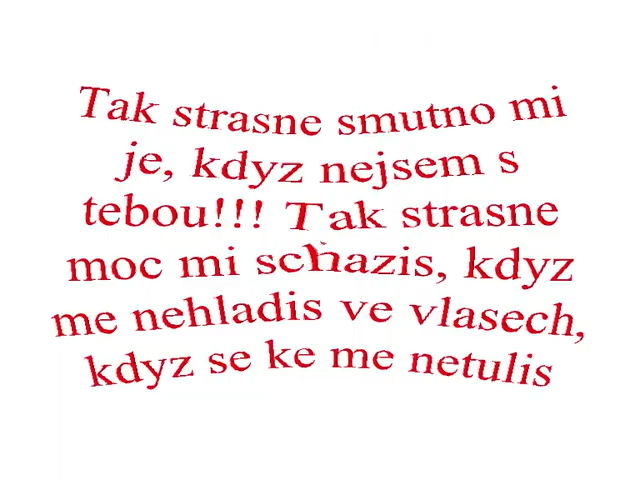 Tak strasne smutno mi
je, kdyz nejsem s
tebou!!! Tak strasne
moc mi schazis, kdyz
me nehladis ve vlasech,
kdyz se ke me netulis